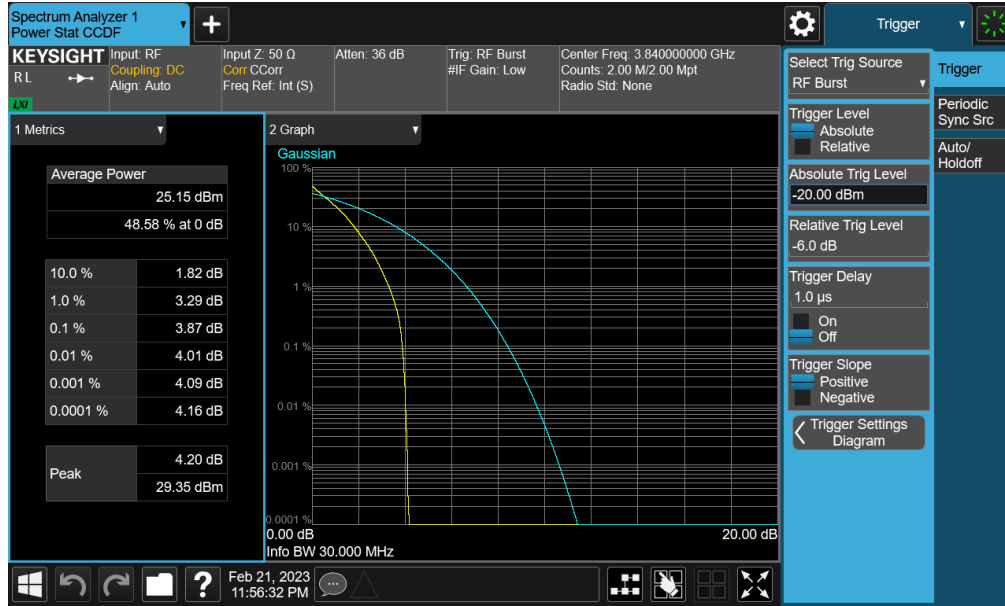 Spectrum Analyzer 1
Power Stat CCDF
Trigger
KEYSIGHT
R L
LXI
Input: RF
Coupling: DC
Align: Auto
Input Z: 50 Ω
Corr CCorr
Freq Ref: Int (S)
Atten: 36 dB
Trig: RF Burst
#IF Gain: Low
Center Freq: 3.840000000 GHz
Counts: 2.00 M/2.00 Mpt
Radio Std: None
1 Metrics
Average Power
25.15 dBm
48.58 % at 0 dB
10.0 % 1.82 dB
1.0 % 3.29 dB
0.1 % 3.87 dB
0.01 % 4.01 dB
0.001 % 4.09 dB
0.0001 % 4.16 dB
Peak
4.20 dB
29.35 dBm
2 Graph
Gaussian
100 %
10 %
1 %
0.1 %
0.01 %
0.001 %
0.0001 %
0.00 dB 20.00 dB
Info BW 30.000 MHz
Select Trig Source
RF Burst
Trigger Level
Absolute
Relative
Absolute Trig Level
-20.00 dBm
Relative Trig Level
-6.0 dB
Trigger Delay
1.0 µs
On
Off
Trigger Slope
Positive
Negative
Trigger Settings
Diagram
Trigger
Periodic
Sync Src
Auto/
Holdoff
?
Feb 21, 2023
11:56:32 PM